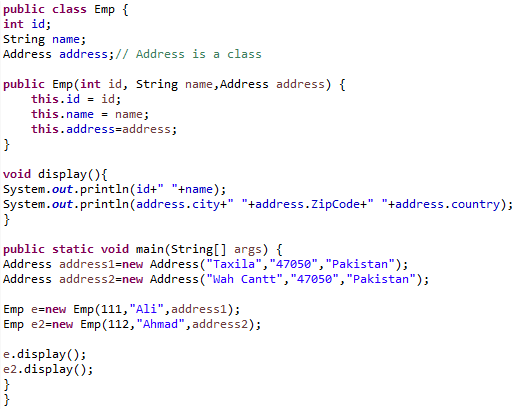 public class Emp {
int id;
String name;
Address address;// Address is a class
public Emp(int id, String name,Address address) {
this.id = id;
this.name = name;
this.address=address;
}
void display(){
System.out.println(id+" "+name);
System.out.println(address.city+" "+address.ZipCode+" "+address.country);
}
public static void main(String[] args) {
Address address1=new Address("Taxila","47050","Pakistan");
Address address2=new Address("Wah Cantt","47050","Pakistan");
Emp e=new Emp(111,"Ali",address1);
Emp e2=new Emp(112,"Ahmad",address2);
e.display();
e2.display();
}
}